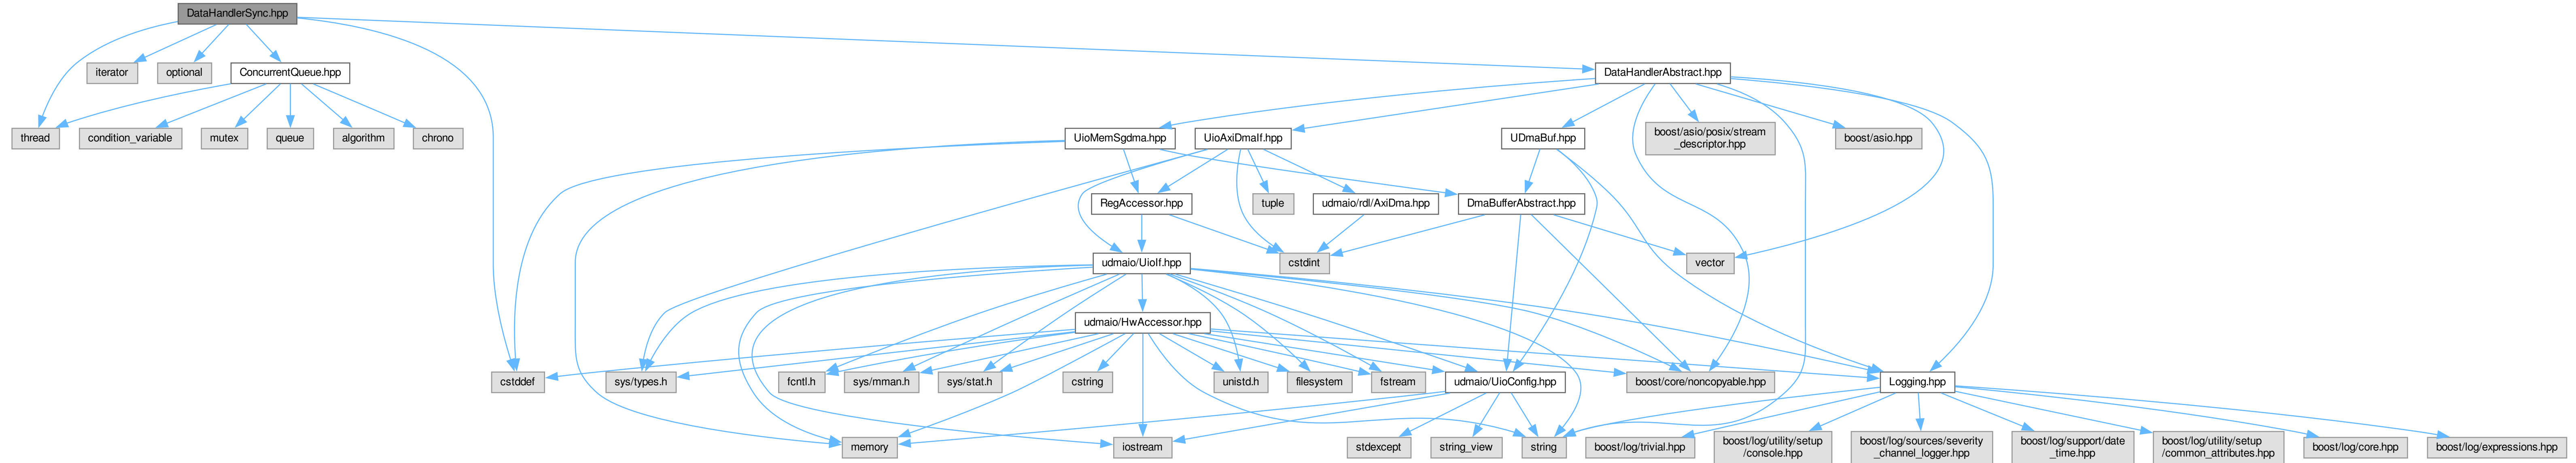 DataHandlerSync.hpp
iterator
optional
ConcurrentQueue.hpp
DataHandlerAbstract.hpp
thread
condition_variable
mutex
queue
algorithm
chrono
UioMemSgdma.hpp
UioAxiDmaIf.hpp
UDmaBuf.hpp
boost/asio/posix/stream
_descriptor.hpp
boost/asio.hpp
RegAccessor.hpp
tuple
udmaio/rdl/AxiDma.hpp
DmaBufferAbstract.hpp
udmaio/UioIf.hpp
cstdint
vector
udmaio/HwAccessor.hpp
cstddef
sys/types.h
fcntl.h
sys/mman.h
sys/stat.h
cstring
unistd.h
filesystem
fstream
udmaio/UioConfig.hpp
boost/core/noncopyable.hpp
Logging.hpp
memory
iostream
stdexcept
string_view
string
boost/log/trivial.hpp
boost/log/utility/setup
/console.hpp
boost/log/sources/severity
_channel_logger.hpp
boost/log/support/date
_time.hpp
boost/log/utility/setup
/common_attributes.hpp
boost/log/core.hpp
boost/log/expressions.hpp